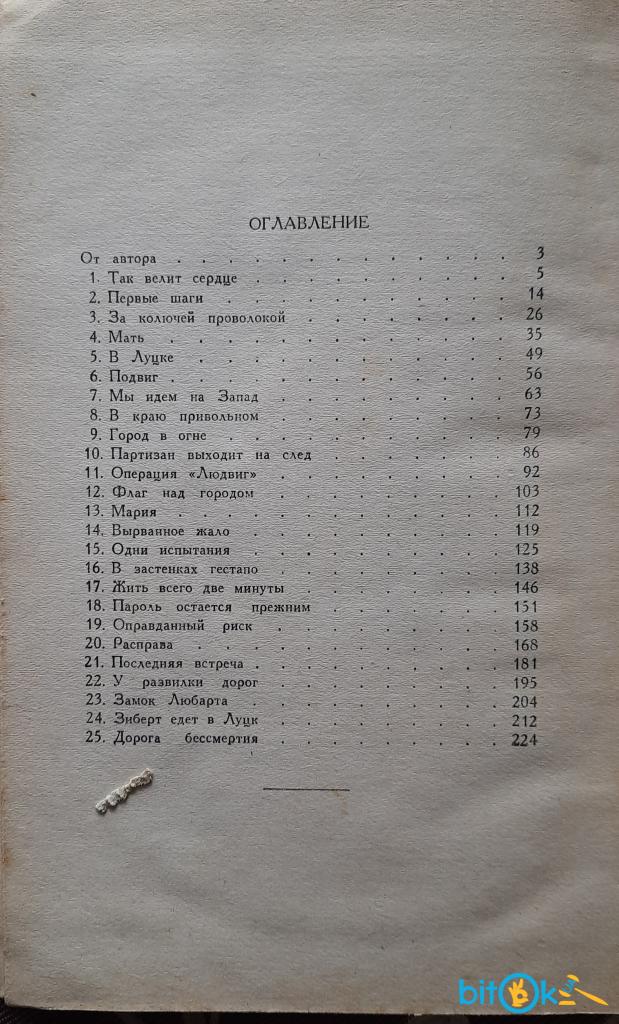 ОГЛАВЛЕНИЕ
От автора . . . . . . . . . . . . . 3
1. Так велит сердце . . . . . . . . . . 5
2. Первые шаги . . . . . . . . . . . 14
3. За колючей проволокой . . . . . . . . 26
4. Мать . . . . . . . . . . . . . 35
5. В Луцке . . . . . . . . . . . . 49
6. Подвиг . . . . . . . . . . . . . 56
7. Мы идем на Запад . . . . . . . . . 63
8. В краю привольном . . . . . . . . . 73
9. Город в огне . . . . . . . . . . . 79
10. Партизан выходит на след . . . . . . . 86
11. Операция «Людвиг» . . . . . . . . . 92
12. Флаг над городом . . . . . . . . . 103
13. Мария . . . . . . . . . . . . . 112
14. Вырванное жало . . . . . . . . . . 119
15. Одни испытания . . . . . . . . . . 125
16. В застенках гестапо . . . . . . . . . 138
17. Жить всего две минуты . . . . . . . . 146
18. Пароль остается прежним . . . . . . . 151
19. Оправданный риск . . . . . . . . . 158
20. Расправа . . . . . . . . . . . . 168
21. Последняя встреча . . . . . . . . . . 181
22. У развилки дорог . . . . . . . . . 195
23. Замок Любарта . . . . . . . . . . 204
24. Зиберт едет в Луцк . . . . . . . . . 212
25. Дорога бессмертия . . . . . . . . . 224
bitOk